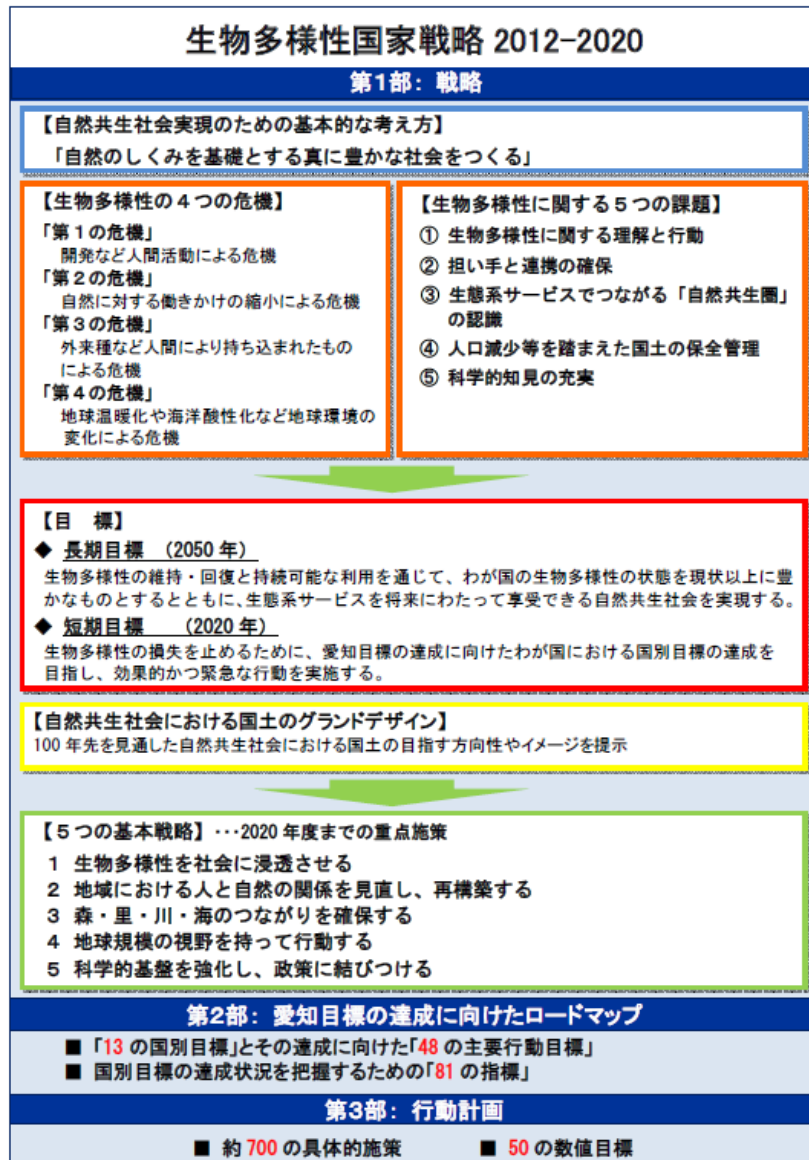 生物多様性国家戦略 2012-2020
第1部: 戦略
【自然共生社会実現のための基本的な考え方】
「自然のしくみを基礎とする真に豊かな社会をつくる」
【生物多様性の4つの危機】
「第1の危機」
開発など人間活動による危機
「第2の危機」
自然に対する働きかけの縮小による危機
「第3の危機」
外来種など人間により持ち込まれたもの
による危機
「第4の危機」
地球温暖化や海洋酸性化など地球環境の
変化による危機
【生物多様性に関する5つの課題】
① 生物多様性に関する理解と行動
② 担い手と連携の確保
③ 生態系サービスでつながる「自然共生圏」
の認識
④ 人口減少等を踏まえた国土の保全管理
⑤ 科学的知見の充実
【目 標】
◆ 長期目標 (2050 年)
生物多様性の維持・回復と持続可能な利用を通じて、わが国の生物多様性の状態を現状以上に豊
かなものとするとともに、生態系サービスを将来にわたって享受できる自然共生社会を実現する。
◆ 短期目標 (2020 年)
生物多様性の損失を止めるために、愛知目標の達成に向けたわが国における国別目標の達成を
目指し、効果的かつ緊急な行動を実施する。
【自然共生社会における国土のグランドデザイン】
100 年先を見通した自然共生社会における国土の目指す方向性やイメージを提示
【5つの基本戦略】・・・2020 年度までの重点施策
1 生物多様性を社会に浸透させる
2 地域における人と自然の関係を見直し、再構築する
3 森・里・川・海のつながりを確保する
4 地球規模の視野を持って行動する
5 科学的基盤を強化し、政策に結びつける
第2部: 愛知目標の達成に向けたロードマップ
■ 「13 の国別目標」とその達成に向けた「48 の主要行動目標」
■ 国別目標の達成状況を把握するための「81 の指標」
第3部: 行動計画
■ 約 700 の具体的施策 ■ 50 の数値目標